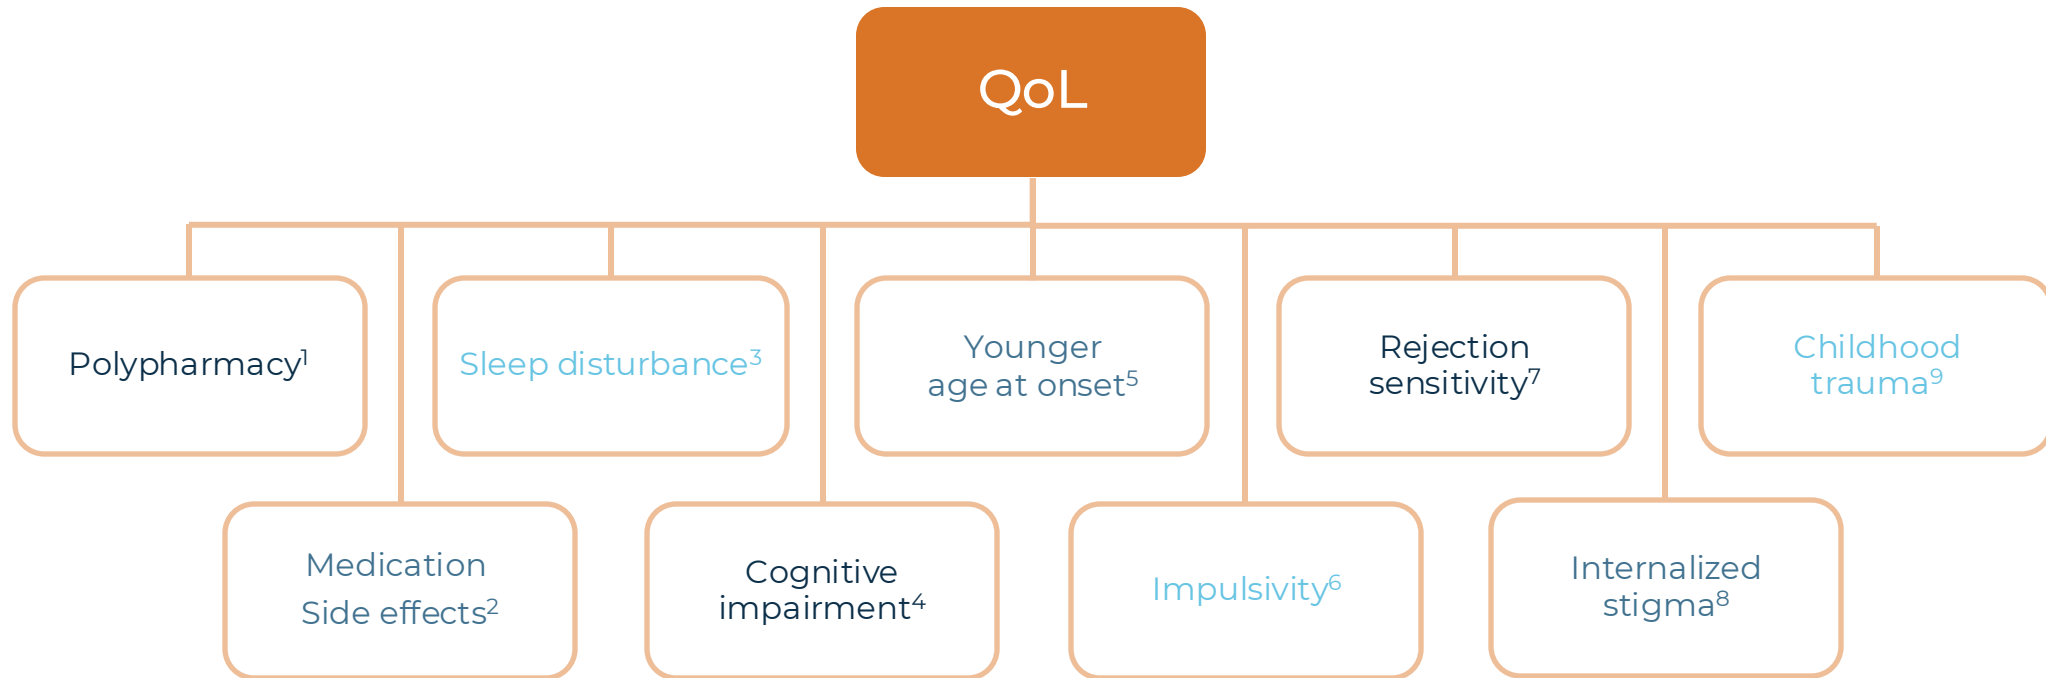 QoL
Polypharmacy¹
Medication
Side effects²
Sleep disturbance³
Cognitive
impairment⁴
Younger
age at onset⁵
Impulsivity⁶
Rejection
sensitivity⁷
Internalized
stigma⁸
Childhood
trauma⁹